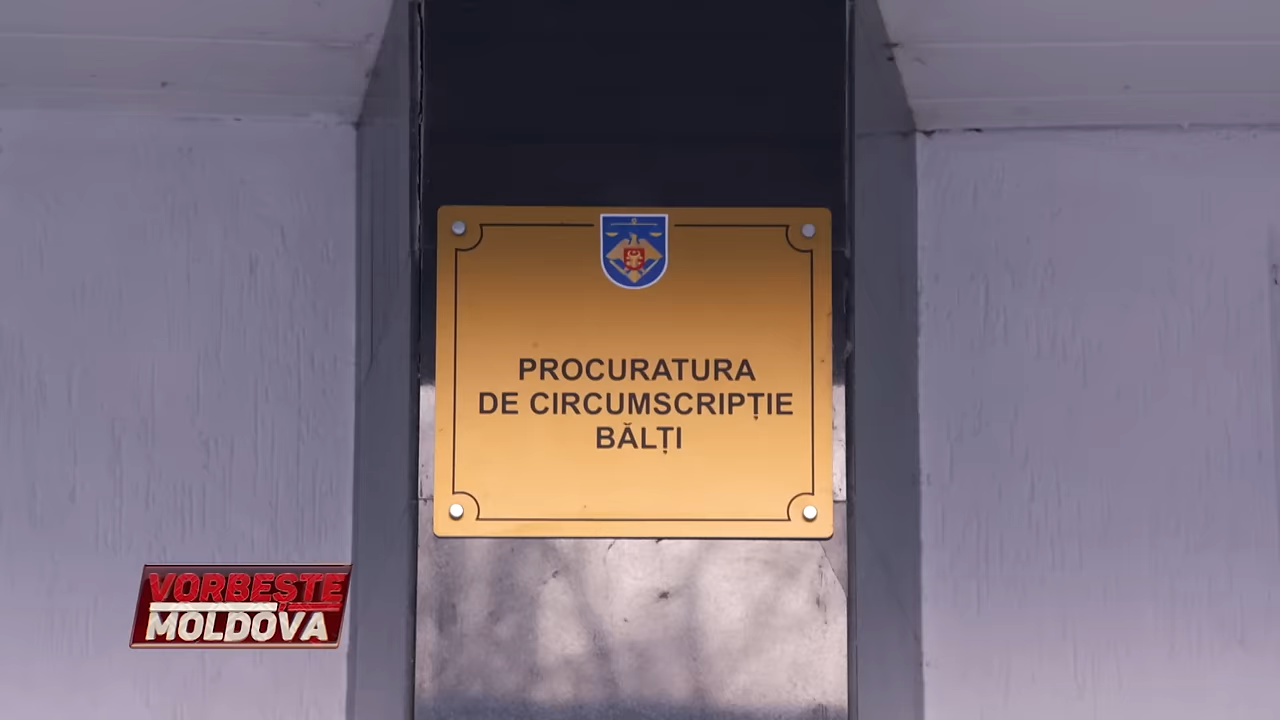 PROCURATURA
DE CIRCUMSCRIPȚIE
BĂLȚI
VORBEȘTE
MOLDOVA